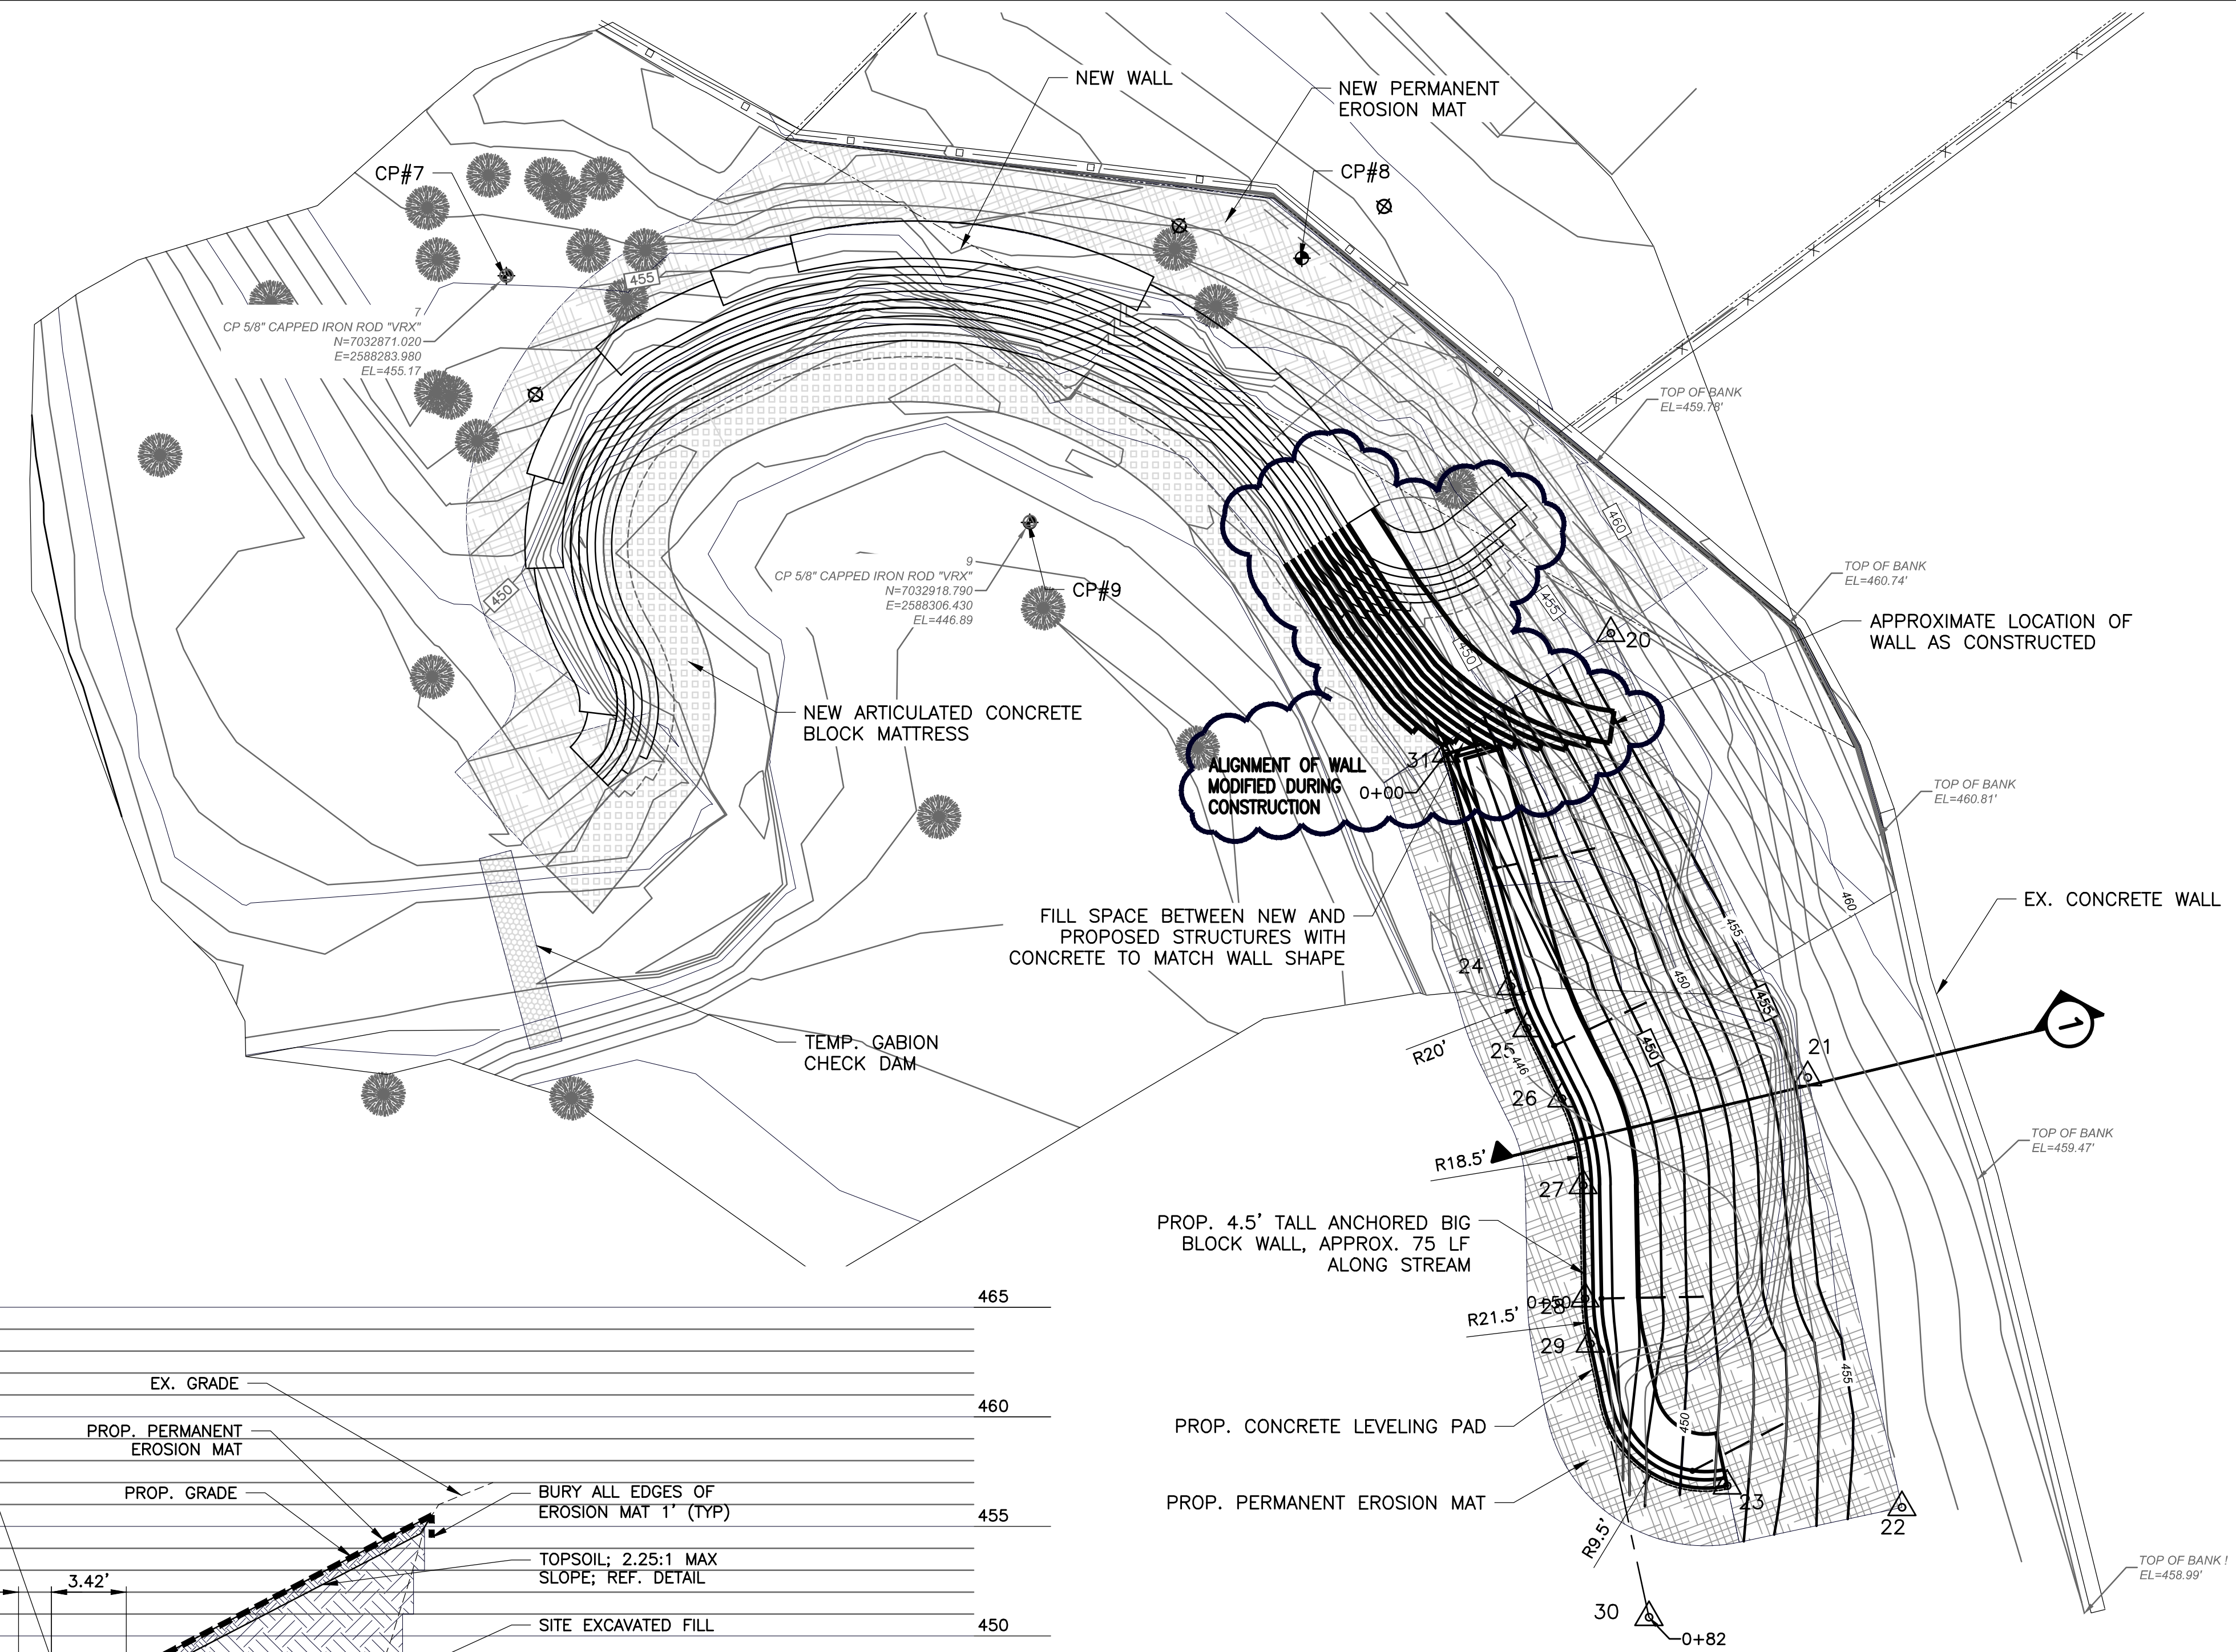 NEW WALL
NEW PERMANENT
EROSION MAT
CP#7
CP#8
455
7
CP 5/8" CAPPED IRON ROD "VRX"
N=7032871.020
E=2588283.980
EL=455.17
TOP OF BANK
EL=459.78'
460
9
CP 5/8" CAPPED IRON ROD "VRX"
N=7032918.790
E=2588306.430
EL=446.89
CP#9
450
455
450
TOP OF BANK
EL=460.74'
20
APPROXIMATE LOCATION OF
WALL AS CONSTRUCTED
NEW ARTICULATED CONCRETE
BLOCK MATTRESS
ALIGNMENT OF WALL
MODIFIED DURING
CONSTRUCTION
31
0+00
TOP OF BANK
EL=460.81'
FILL SPACE BETWEEN NEW AND
PROPOSED STRUCTURES WITH
CONCRETE TO MATCH WALL SHAPE
EX. CONCRETE WALL
460
455
450
455
450
24
TEMP. GABION
CHECK DAM
R20'
25
446
26
21
1
R18.5'
27
TOP OF BANK
EL=459.47'
PROP. 4.5' TALL ANCHORED BIG
BLOCK WALL, APPROX. 75 LF
ALONG STREAM
0+50
28
R21.5'
29
455
450
PROP. CONCRETE LEVELING PAD
PROP. PERMANENT EROSION MAT
23
22
R9.5'
TOP OF BANK !
EL=458.99'
30
0+82
465
EX. GRADE
460
PROP. PERMANENT
EROSION MAT
PROP. GRADE
BURY ALL EDGES OF
EROSION MAT 1' (TYP)
455
TOPSOIL; 2.25:1 MAX
SLOPE; REF. DETAIL
3.42'
SITE EXCAVATED FILL
450